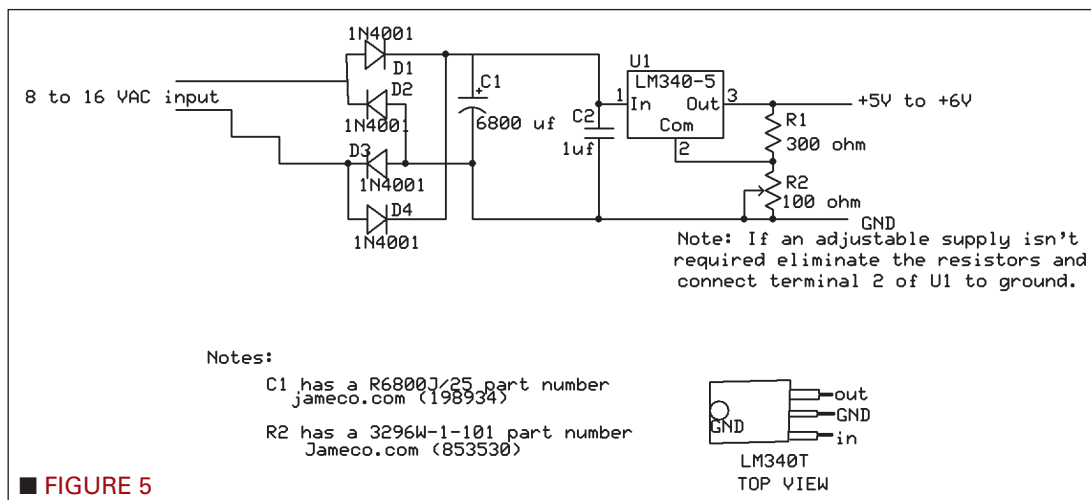 1N4001
D1
D2
1N4001
8 to 16 VAC input
D3
1N4001
D4
1N4001
C1
+
6800 uf
C2
1uf
U1
LM340-5
1 In Out 3
Com
2
+5V to +6V
R1
300 ohm
R2
100 ohm
GND
Note: If an adjustable supply isn't
required eliminate the resistors and
connect terminal 2 of U1 to ground.
Notes:
C1 has a R6800J/25 part number
jameco.com (198934)
R2 has a 3296W-1-101 part number
Jameco.com (853530)
out
GND
GND
in
LM340T
TOP VIEW
■ FIGURE 5